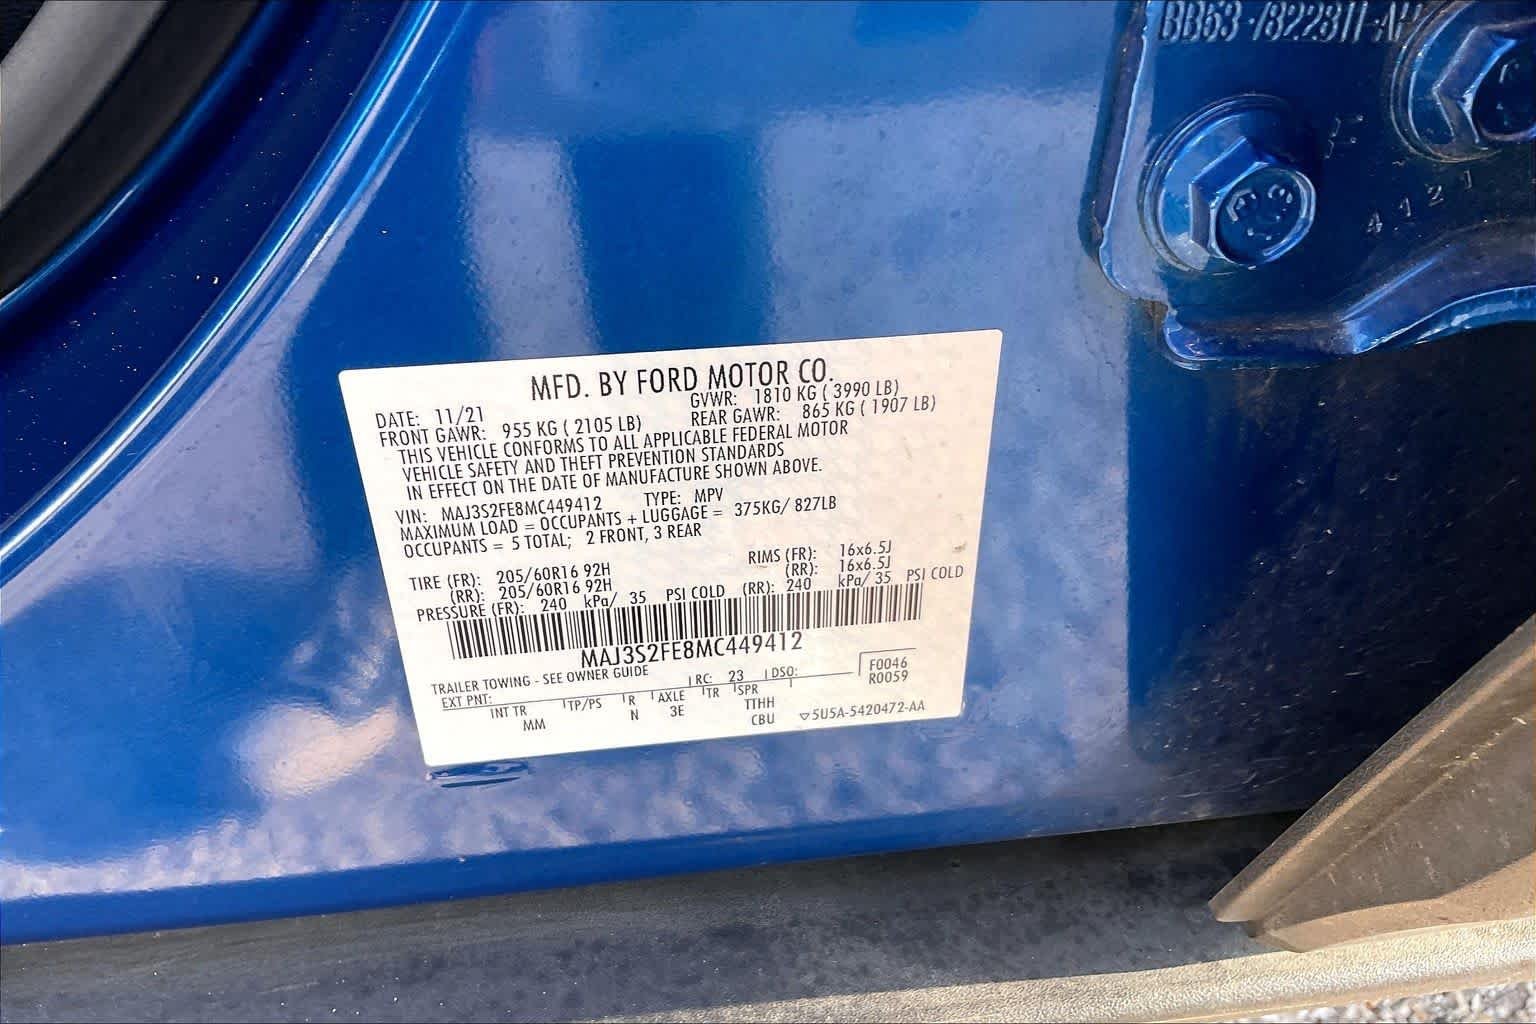 BB53-7822311-AH
F
4121
MFD. BY FORD MOTOR CO.
DATE: 11/21 GVWR: 1810 KG ( 3990 LB)
FRONT GAWR: 955 KG ( 2105 LB) REAR GAWR: 865 KG ( 1907 LB)
THIS VEHICLE CONFORMS TO ALL APPLICABLE FEDERAL MOTOR
VEHICLE SAFETY AND THEFT PREVENTION STANDARDS
IN EFFECT ON THE DATE OF MANUFACTURE SHOWN ABOVE.
VIN: MAJ3S2FE8MC449412 TYPE: MPV
MAXIMUM LOAD = OCCUPANTS + LUGGAGE = 375KG/ 827LB
OCCUPANTS = 5 TOTAL; 2 FRONT, 3 REAR
TIRE (FR): 205/60R16 92H RIMS (FR): 16x6.5J
(RR): 205/60R16 92H (RR): 16x6.5J
PRESSURE (FR): 240 kPa/ 35 PSI COLD (RR): 240 kPa/ 35 PSI COLD
MAJ3S2FE8MC449412
TRAILER TOWING - SEE OWNER GUIDE
EXT PNT: RC: 23 DSO: F0046
R0059
INT TR TP/PS R AXLE TR SPR
MM N 3E TTHH
CBU ▽5U5A-5420472-AA